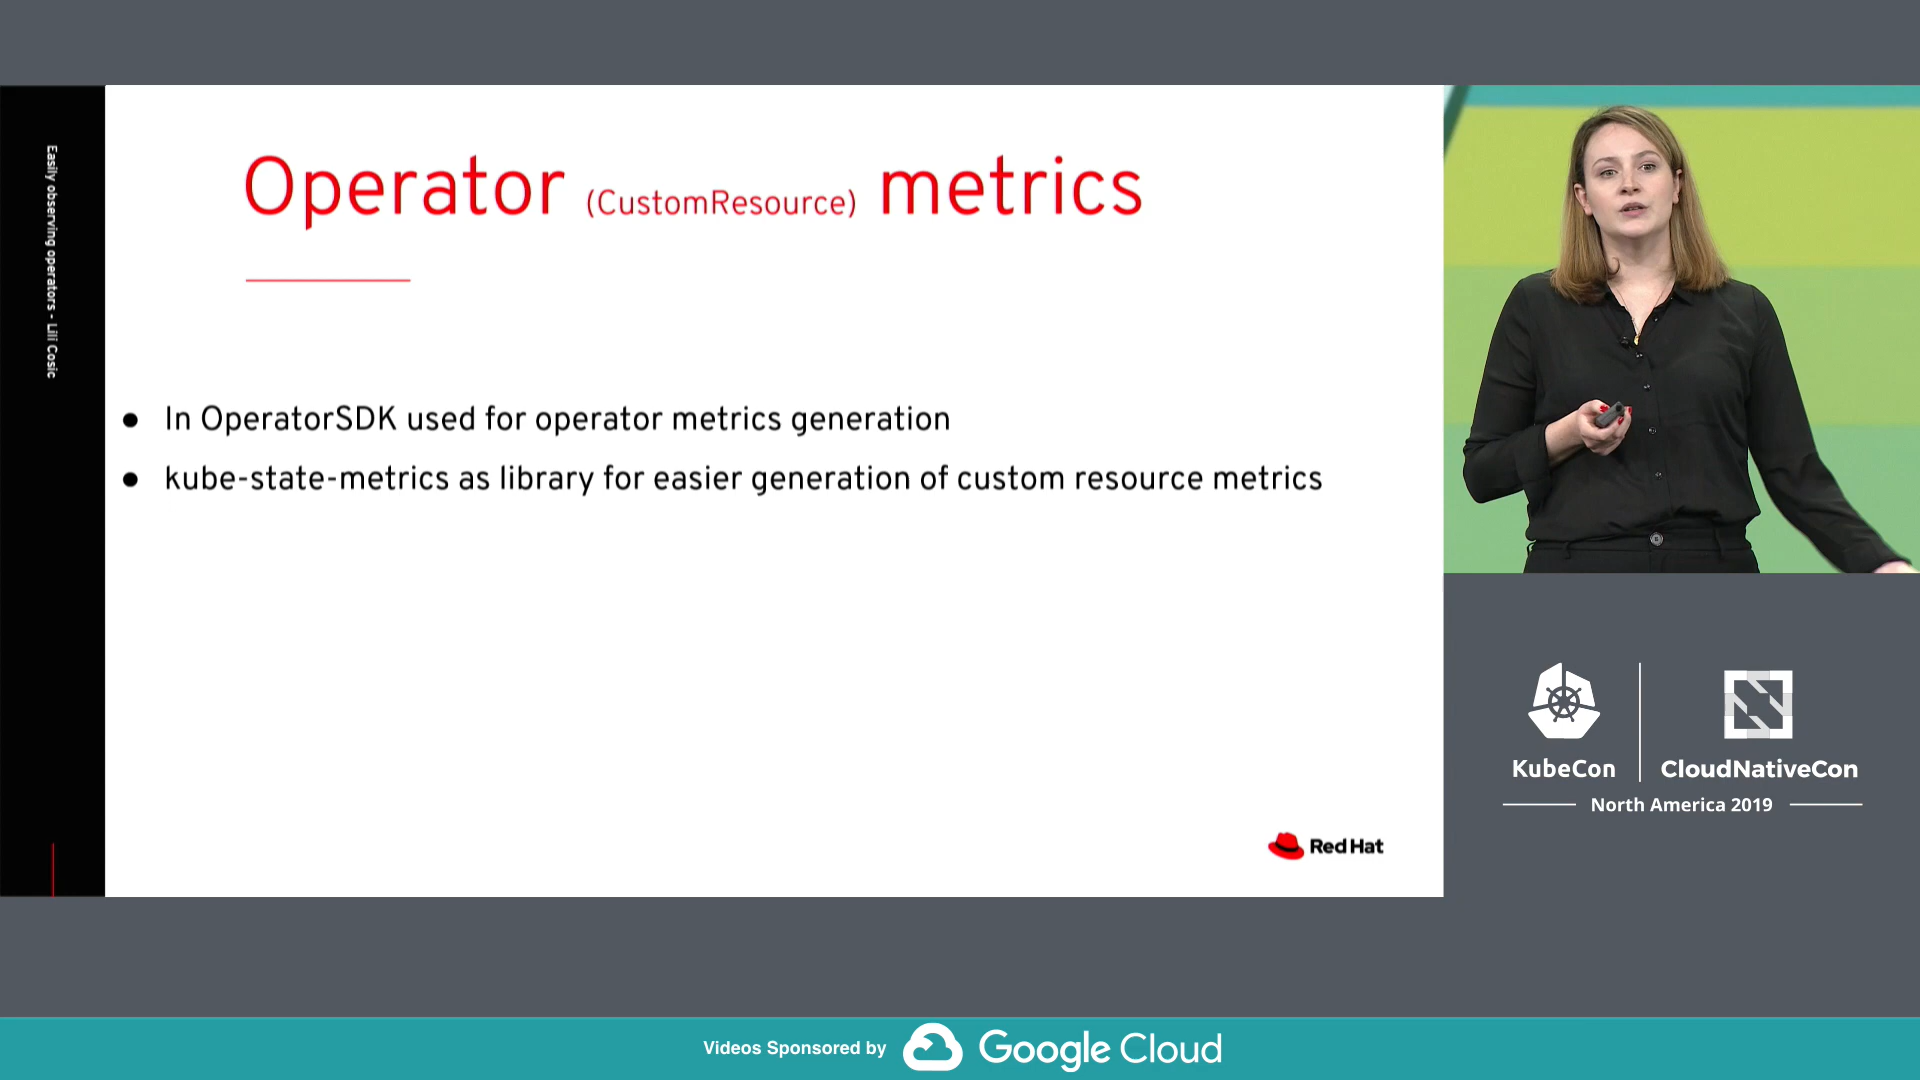 Easily observing operators - Lili Cosic
Operator (CustomResource) metrics
● In OperatorSDK used for operator metrics generation
● kube-state-metrics as library for easier generation of custom resource metrics
Red Hat
KubeCon
CloudNativeCon
North America 2019
Videos Sponsored by
Google Cloud